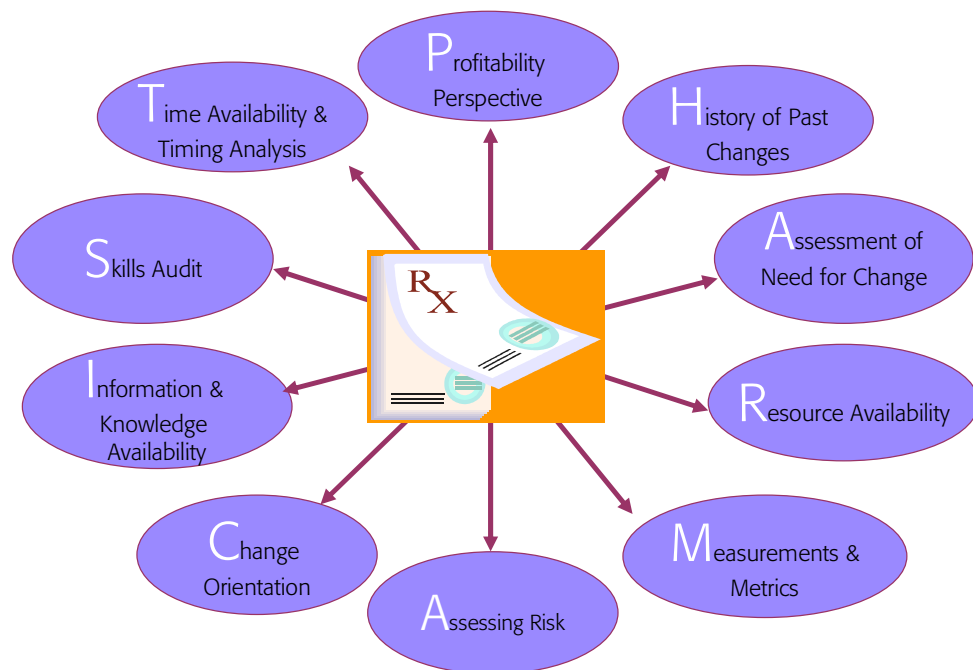 Profitability
Perspective
History of Past
Changes
Assessment of
Need for Change
Resource Availability
Measurements &
Metrics
Assessing Risk
Change
Orientation
Information &
Knowledge
Availability
Skills Audit
Time Availability &
Timing Analysis
RX